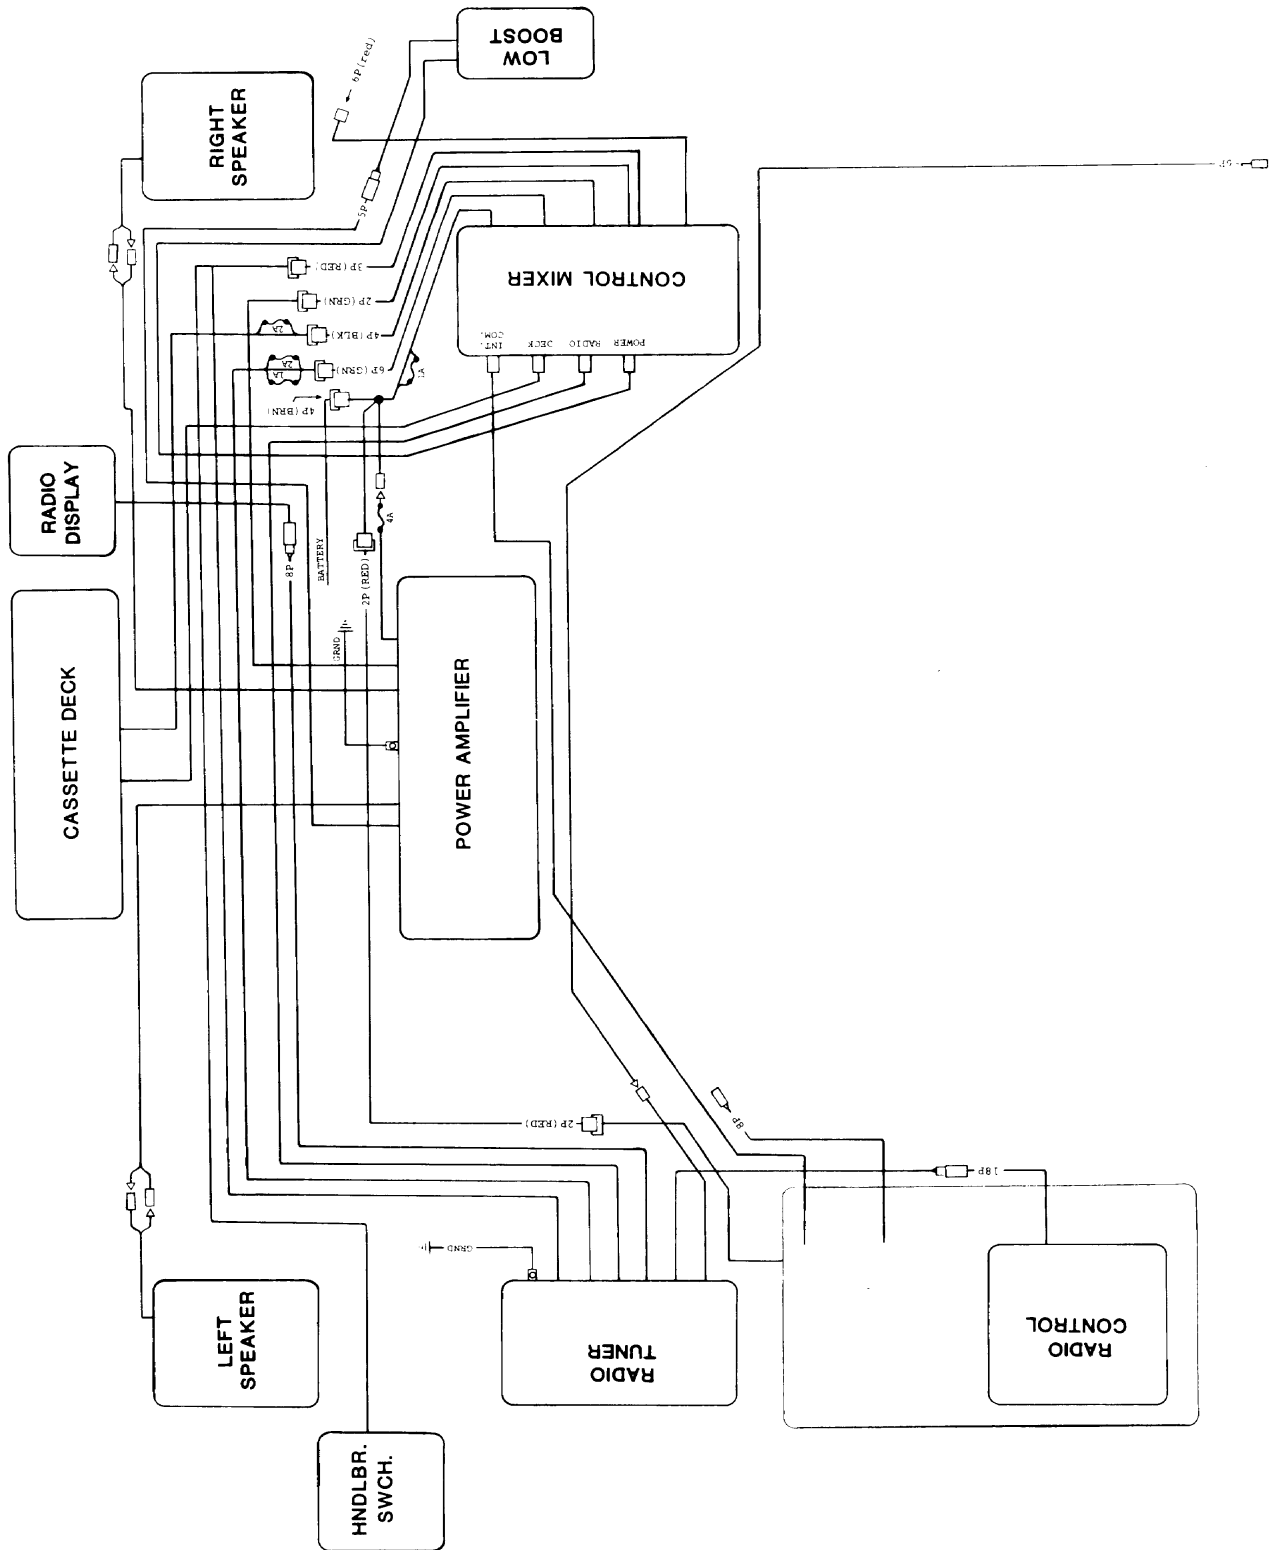 LOW
BOOST
6P(red)
RIGHT
SPEAKER
5P
3P(RED)
2P(GRN)
2A
4P(BLK)
2A
1A
6P(GRN)
4P(BRN)
CONTROL MIXER
INT.
COM.
DECK
RADIO
POWER
RADIO
DISPLAY
4A
8P
BATTERY
2P(RED)
GRND
CASSETTE DECK
POWER AMPLIFIER
2P(RED)
8P
18P
GRND
LEFT
SPEAKER
RADIO
TUNER
RADIO
CONTROL
HNDLBR.
SWCH.